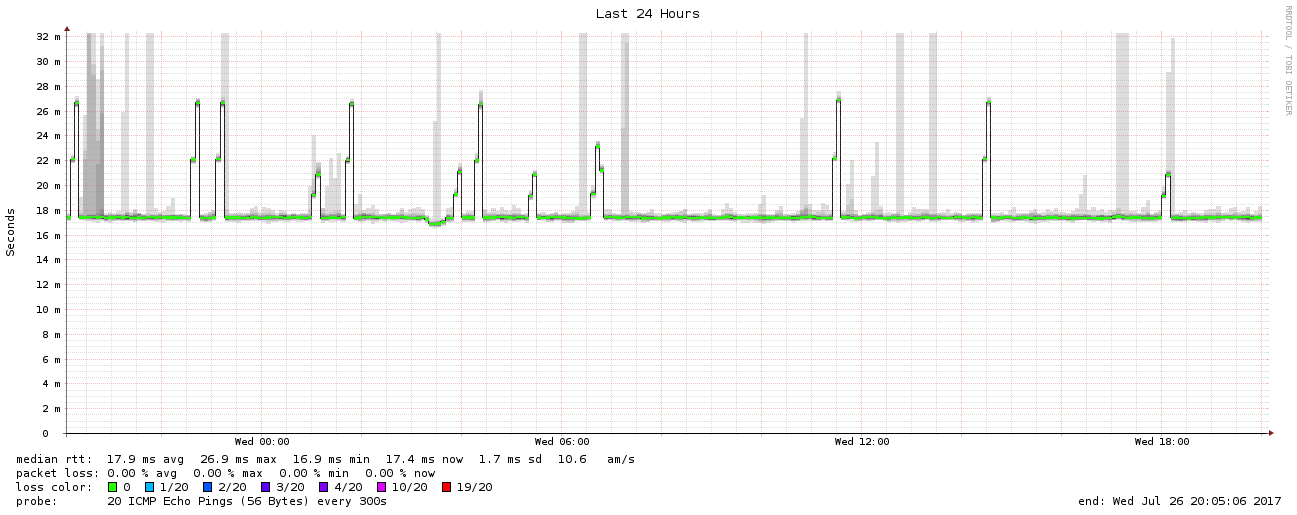 Last 24 Hours
RRDTOOL / TOBI OETIKER
Seconds
32 m
30 m
28 m
26 m
24 m
22 m
20 m
18 m
16 m
14 m
12 m
10 m
8 m
6 m
4 m
2 m
0
Wed 00:00 Wed 06:00 Wed 12:00 Wed 18:00
median rtt: 17.9 ms avg 26.9 ms max 16.9 ms min 17.4 ms now 1.7 ms sd 10.6 am/s
packet loss: 0.00 % avg 0.00 % max 0.00 % min 0.00 % now
loss color: 0 1/20 2/20 3/20 4/20 10/20 19/20
probe: 20 ICMP Echo Pings (56 Bytes) every 300s end: Wed Jul 26 20:05:06 2017